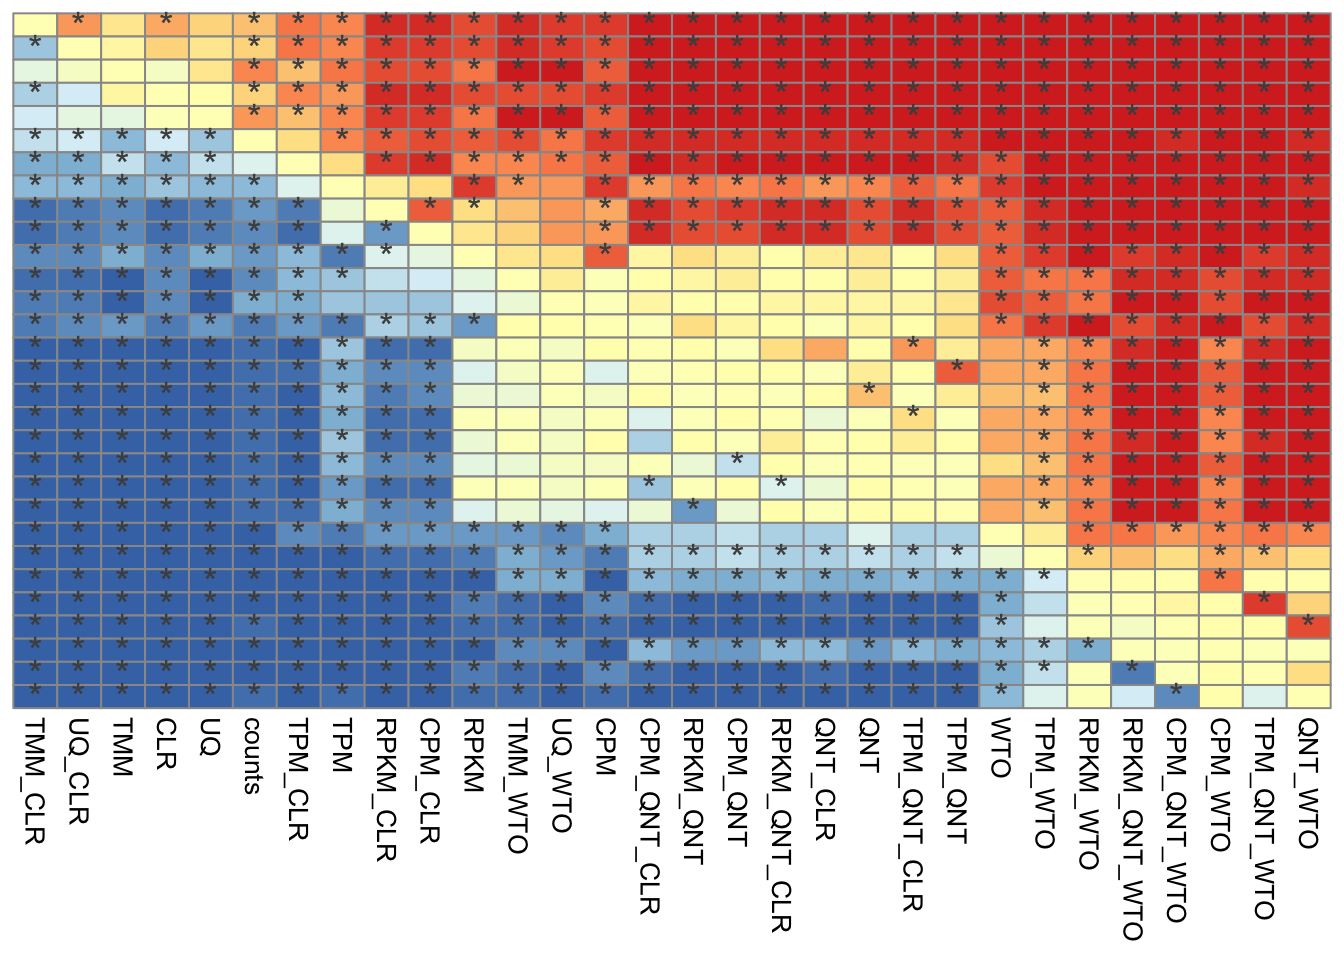 TMM_CLR
UQ_CLR
TMM
CLR
UQ
counts
TPM_CLR
TPM
RPKM_CLR
CPM_CLR
RPKM
TMM_WTO
UQ_WTO
CPM
CPM_QNT_CLR
RPKM_QNT
CPM_QNT
RPKM_QNT_CLR
QNT_CLR
QNT
TPM_QNT_CLR
TPM_QNT
WTO
TPM_WTO
RPKM_WTO
RPKM_QNT_WTO
CPM_QNT_WTO
CPM_WTO
TPM_QNT_WTO
QNT_WTO